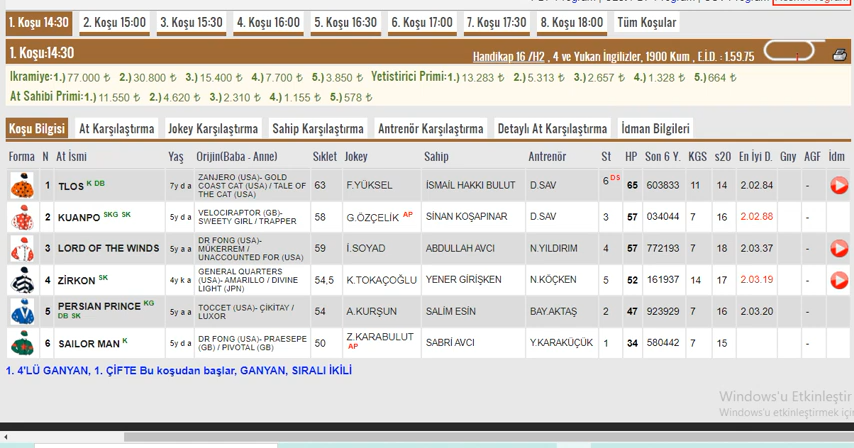 1. Koşu 14:30 2. Koşu 15:00 3. Koşu 15:30 4. Koşu 16:00 5. Koşu 16:30 6. Koşu 17:00 7. Koşu 17:30 8. Koşu 18:00 Tüm Koşular
1. Koşu:14:30 Handikap 16 /H2 , 4 ve Yukarı İngilizler, 1900 Kum , E.İ.D. : 1.59.75
Ikramiye:1.)77.000 ₺ 2.)30.800 ₺ 3.)15.400 ₺ 4.)7.700 ₺ 5.)3.850 ₺ Yetistirici Primi:1.)13.283 ₺ 2.)5.313 ₺ 3.)2.657 ₺ 4.)1.328 ₺ 5.)664 ₺
At Sahibi Primi:1.)11.550 ₺ 2.)4.620 ₺ 3.)2.310 ₺ 4.)1.155 ₺ 5.)578 ₺
Koşu Bilgisi At Karşılaştırma Jokey Karşılaştırma Sahip Karşılaştırma Antrenör Karşılaştırma Detaylı At Karşılaştırma İdman Bilgileri
Forma N At İsmi Yaş Orijin(Baba - Anne) Sıklet Jokey Sahip Antrenör St HP Son 6 Y. KGS s20 En İyi D. Gny AGF İdm
1 TLOS K DB 7y d a ZANJERO (USA)- GOLD COAST CAT (USA) / TALE OF THE CAT (USA) 63 F.YÜKSEL İSMAİL HAKKI BULUT D.SAV 6 DS 65 603833 11 14 2.02.84 -
2 KUANPO SKG SK 5y d a VELOCIRAPTOR (GB)- SWEETY GIRL / TRAPPER 58 G.ÖZÇELİK AP SİNAN KOŞAPINAR D.SAV 3 57 034044 7 16 2.02.88 -
3 LORD OF THE WINDS 5y a a DR FONG (USA)- MÜKERREM / UNACCOUNTED FOR (USA) 59 İ.SOYAD ABDULLAH AVCI N.YILDIRIM 4 57 772193 7 18 2.03.37 -
4 ZİRKON SK 4y k a GENERAL QUARTERS (USA)- AMARILLO / DIVINE LIGHT (JPN) 54,5 K.TOKAÇOĞLU YENER GİRİŞKEN N.KÖÇKEN 5 52 161937 14 17 2.03.19 -
5 PERSIAN PRINCE KG DB SK 5y a a TOCCET (USA)- ÇİKİTAY / LUXOR 54 A.KURŞUN SALİM ESİN BAY.AKTAŞ 2 47 923929 7 16 2.03.20 -
6 SAILOR MAN K 5y d a DR FONG (USA)- PRAESEPE (GB) / PIVOTAL (GB) 50 Z.KARABULUT AP SABRİ AVCI Y.KARAKÜÇÜK 1 34 580442 7 15 -
1. 4'LÜ GANYAN, 1. ÇİFTE Bu koşudan başlar, GANYAN, SIRALI İKİLİ
Windows'u Etkinleştir
Windows'u etkinleştirmek için